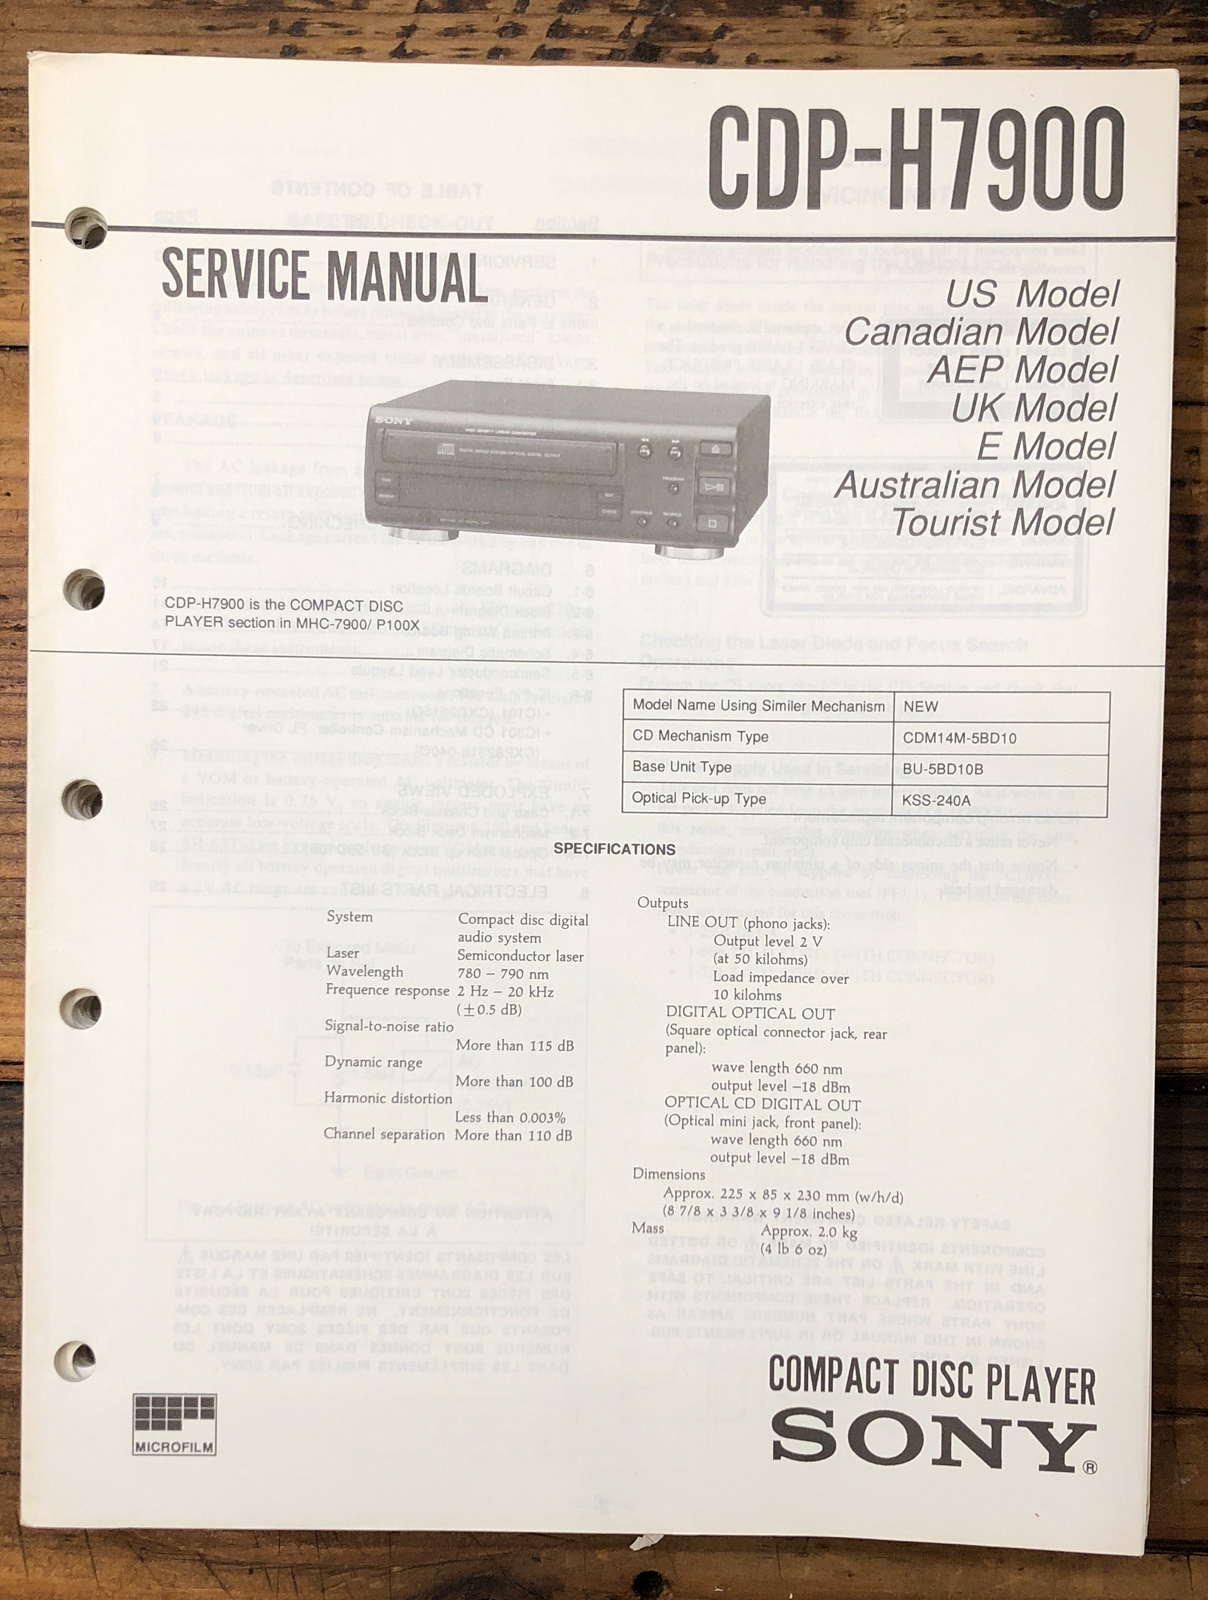 CDP-H7900
SERVICE MANUAL
US Model
Canadian Model
AEP Model
UK Model
E Model
Australian Model
Tourist Model
SONY
CDP-H7900 is the COMPACT DISC
PLAYER section in MHC-7900/ P100X
Model Name Using Similer Mechanism NEW
CD Mechanism Type CDM14M-5BD10
Base Unit Type BU-5BD10B
Optical Pick-up Type KSS-240A
SPECIFICATIONS
System Compact disc digital
audio system
Laser Semiconductor laser
Wavelength 780 – 790 nm
Frequence response 2 Hz – 20 kHz
(±0.5 dB)
Signal-to-noise ratio
More than 115 dB
Dynamic range
More than 100 dB
Harmonic distortion
Less than 0.003%
Channel separation More than 110 dB
Outputs
LINE OUT (phono jacks):
Output level 2 V
(at 50 kilohms)
Load impedance over
10 kilohms
DIGITAL OPTICAL OUT
(Square optical connector jack, rear
panel):
wave length 660 nm
output level –18 dBm
OPTICAL CD DIGITAL OUT
(Optical mini jack, front panel):
wave length 660 nm
output level –18 dBm
Dimensions
Approx. 225 x 85 x 230 mm (w/h/d)
(8 7/8 x 3 3/8 x 9 1/8 inches)
Mass Approx. 2.0 kg
(4 lb 6 oz)
MICROFILM
COMPACT DISC PLAYER
SONY®